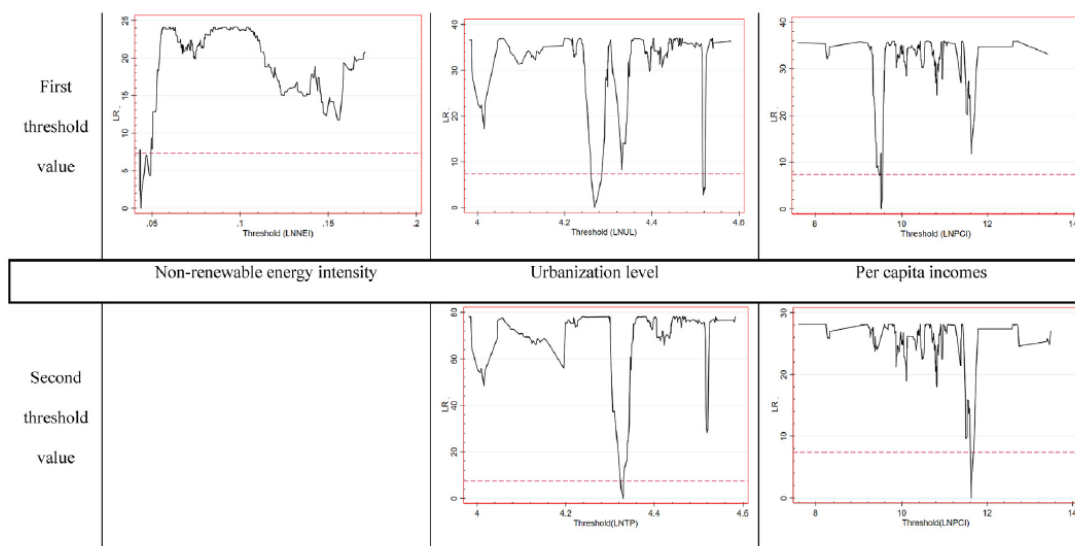 First
threshold
value
LR
0 5 10 15 20 25
.05 .1 .15 .2
Threshold (LNNEI)
LR
0 10 20 30 40
4 4.2 4.4 4.6
Threshold (LNUL)
LR
0 10 20 30 40
8 10 12 14
Threshold (LNPCI)
Non-renewable energy intensity Urbanization level Per capita incomes
Second
threshold
value
LR
0 20 40 60 80
4 4.2 4.4 4.6
Threshold(LNTP)
LR
0 10 20 30
8 10 12 14
Threshold(LNPCI)